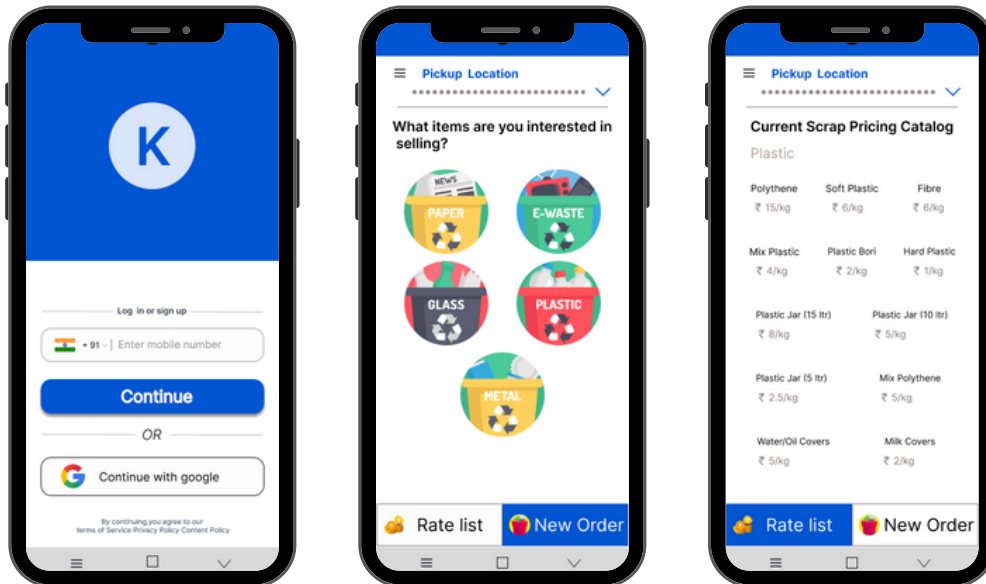 K
Log in or sign up
+ 91 - | Enter mobile number
Continue
OR
Continue with google
By continuing,you agree to our
terms of Service Privacy Policy Content Policy
Pickup Location
What items are you interested in
selling?
NEWS
PAPER
E-WASTE
GLASS
PLASTIC
METAL
Rate list
New Order
Pickup Location
Current Scrap Pricing Catalog
Plastic
Polythene Soft Plastic Fibre
₹ 15/kg ₹ 6/kg ₹ 6/kg
Mix Plastic Plastic Bori Hard Plastic
₹ 4/kg ₹ 2/kg ₹ 1/kg
Plastic Jar (15 ltr) Plastic Jar (10 ltr)
₹ 8/kg ₹ 5/kg
Plastic Jar (5 ltr) Mix Polythene
₹ 2.5/kg ₹ 5/kg
Water/Oil Covers Milk Covers
₹ 5/kg ₹ 2/kg
Rate list
New Order